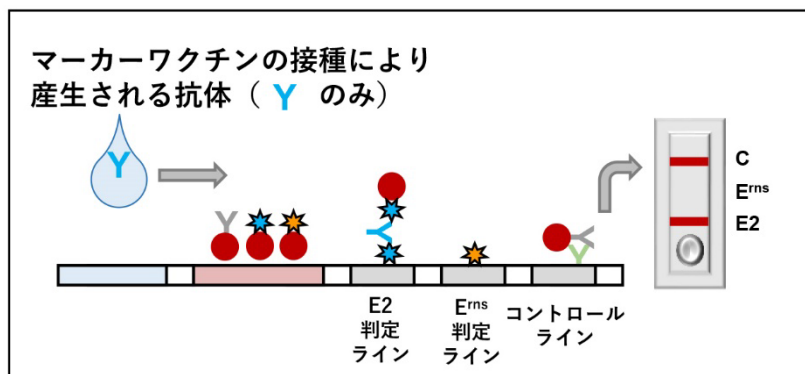 マーカーワクチンの接種により
産生される抗体（ Y のみ）
Y
C
Erns
E2
E2
判定
ライン
Erns
判定
ライン
コントロール
ライン